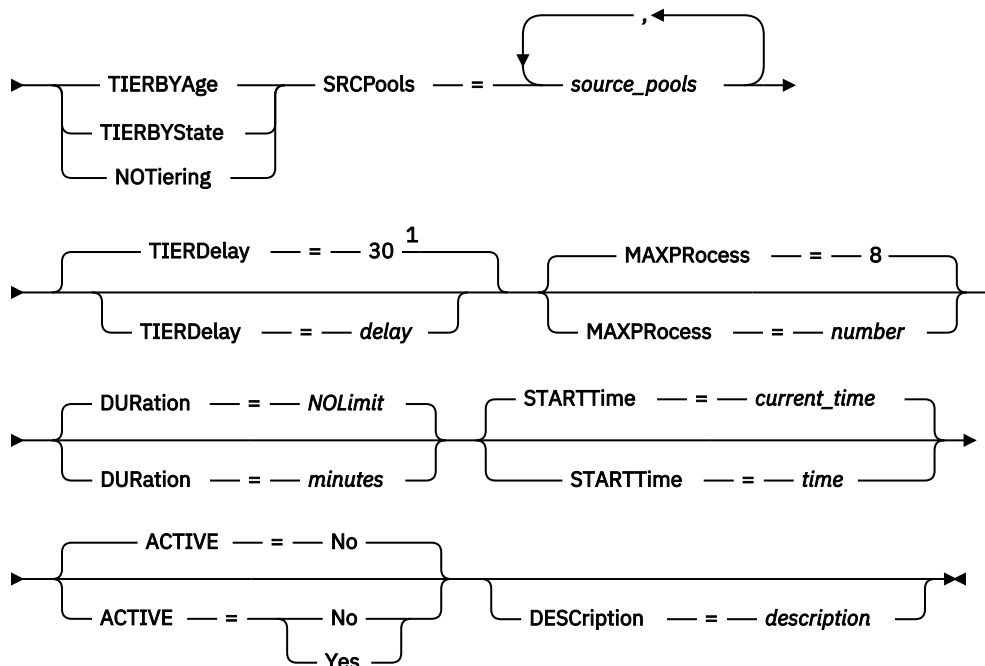 ,
TIERBYAge SRCPools = source_pools
TIERBYState
NOTiering
TIERDelay = 30 1 MAXPRocess = 8
TIERDelay = delay MAXPRocess = number
DURation = NOLimit STARTTime = current_time
DURation = minutes STARTTime = time
ACTIVE = No
ACTIVE = No DESCription = description
Yes